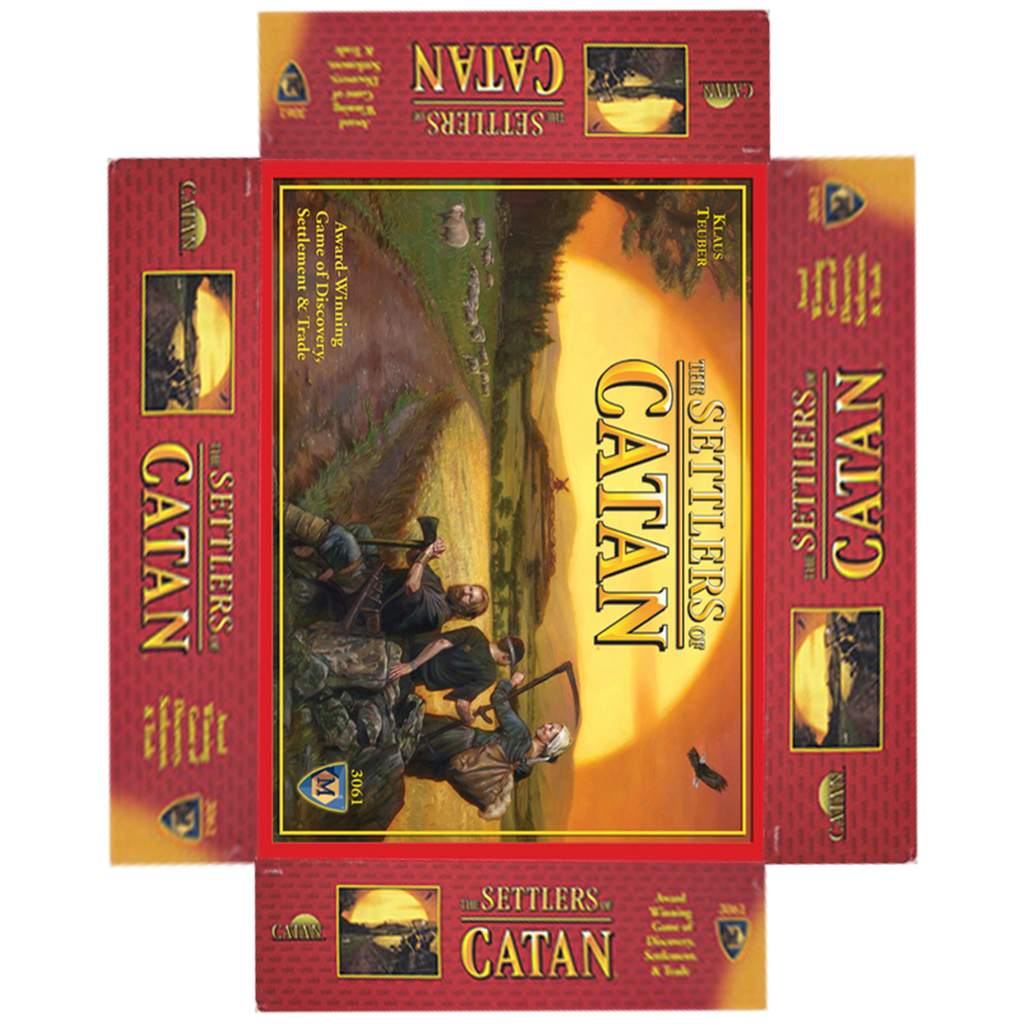 KLAUS
TEUBER
THE SETTLERS OF
CATAN
Award-Winning
Game of Discovery,
Settlement & Trade
3061
M
THE SETTLERS OF
CATAN
CATAN
CATAN
THE SETTLERS OF
CATAN
THE SETTLERS OF
CATAN
CATAN
CATAN
THE SETTLERS OF
CATAN
Award
Winning
Game of
Discovery,
Settlement,
& Trade